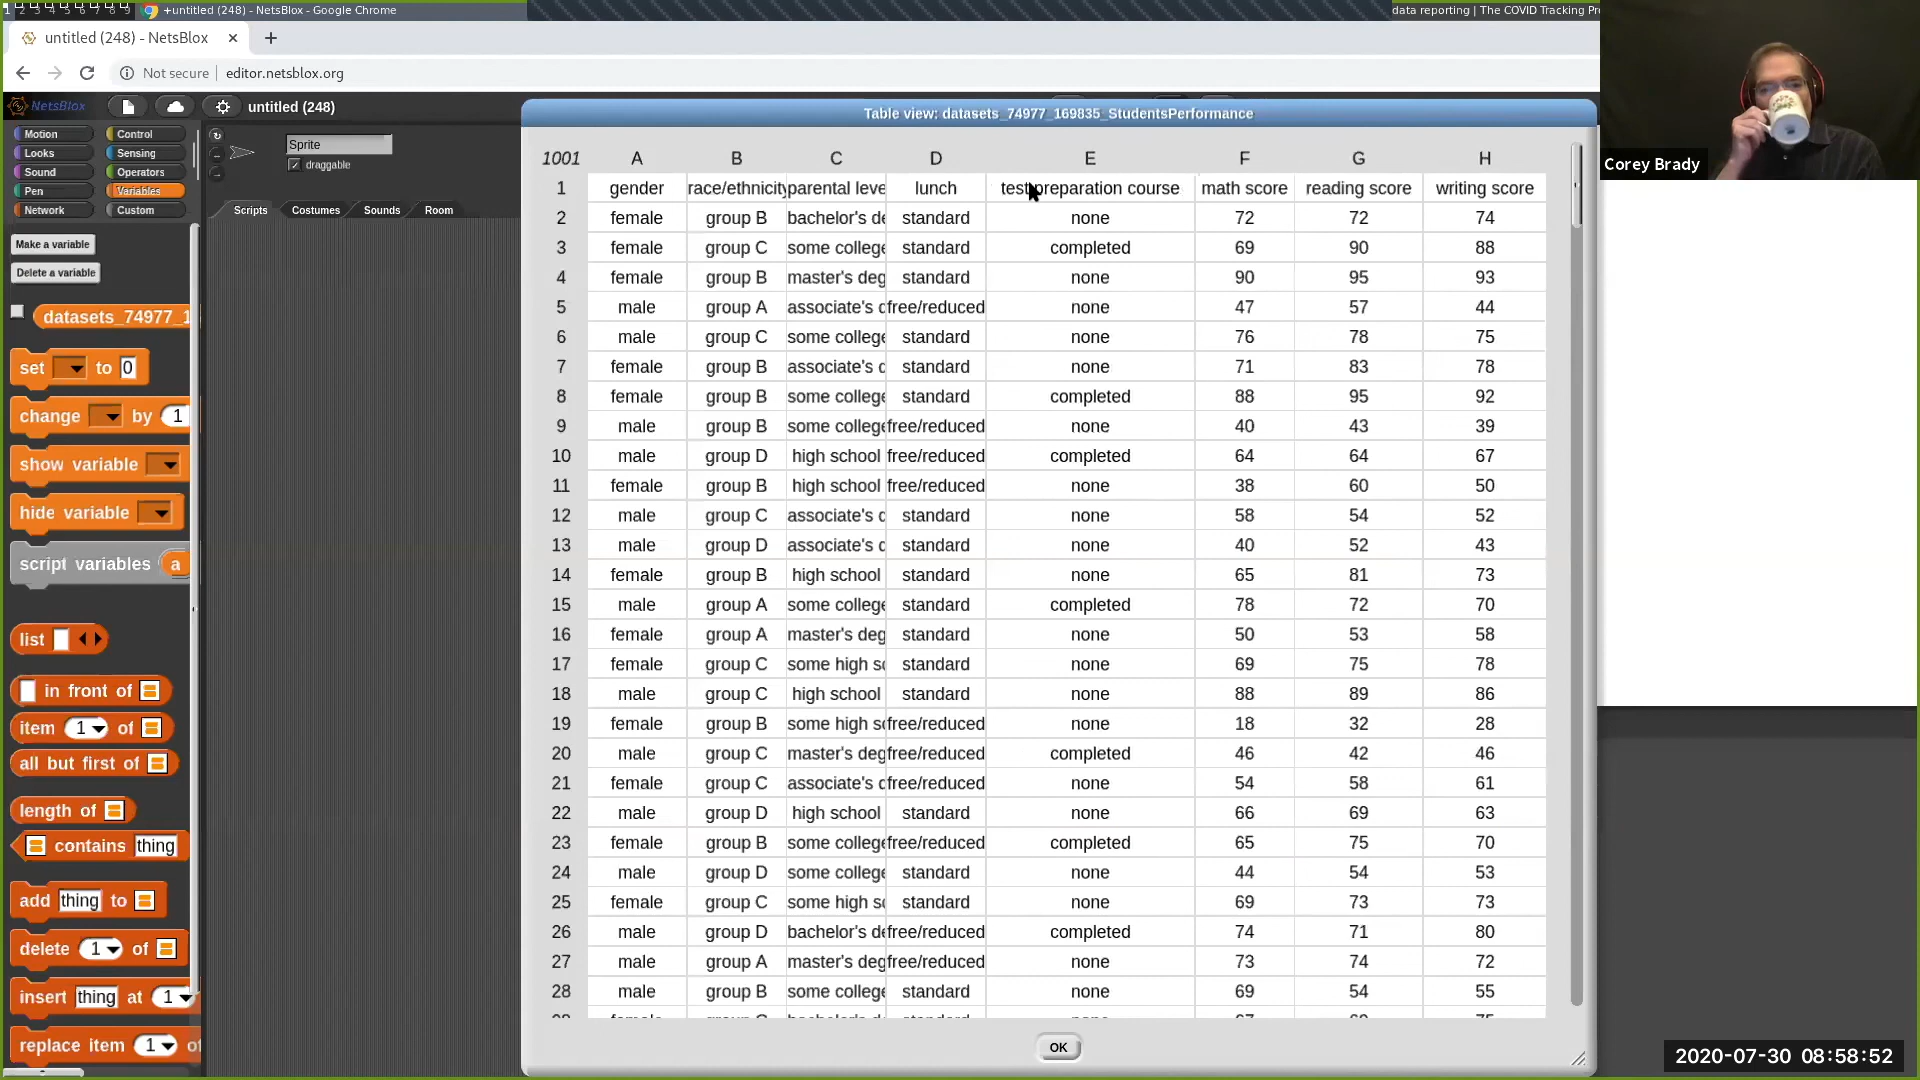 1 2 3 4 5 6 7 8 9
+untitled (248) - NetsBlox - Google Chrome
data reporting | The COVID Tracking Pr
untitled (248) - NetsBlox
Not secure
editor.netsblox.org
NetsBlox
untitled (248)
Motion
Control
Looks
Sensing
Sound
Operators
Pen
Variables
Network
Custom
Sprite
draggable
Scripts
Costumes
Sounds
Room
Make a variable
Delete a variable
datasets_74977_1
set to 0
change by 1
show variable
hide variable
script variables a
list
in front of
item 1 of
all but first of
length of
contains thing
add thing to
delete 1 of
insert thing at 1
replace item 1 of
Table view: datasets_74977_169835_StudentsPerformance
1001 A B C D E F G H
1 gender race/ethnicity parental leve lunch test preparation course math score reading score writing score
2 female group B bachelor's de standard none 72 72 74
3 female group C some college standard completed 69 90 88
4 female group B master's deg standard none 90 95 93
5 male group A associate's d free/reduced none 47 57 44
6 male group C some college standard none 76 78 75
7 female group B associate's d standard none 71 83 78
8 female group B some college standard completed 88 95 92
9 male group B some college free/reduced none 40 43 39
10 male group D high school free/reduced completed 64 64 67
11 female group B high school free/reduced none 38 60 50
12 male group C associate's d standard none 58 54 52
13 male group D associate's d standard none 40 52 43
14 female group B high school standard none 65 81 73
15 male group A some college standard completed 78 72 70
16 female group A master's deg standard none 50 53 58
17 female group C some high sc standard none 69 75 78
18 male group C high school standard none 88 89 86
19 female group B some high sc free/reduced none 18 32 28
20 male group C master's deg free/reduced completed 46 42 46
21 female group C associate's d free/reduced none 54 58 61
22 male group D high school standard none 66 69 63
23 female group B some college free/reduced completed 65 75 70
24 male group D some college standard none 44 54 53
25 female group C some high sc standard none 69 73 73
26 male group D bachelor's de free/reduced completed 74 71 80
27 male group A master's deg free/reduced none 73 74 72
28 male group B some college standard none 69 54 55
OK
Corey Brady
2020-07-30 08:58:52